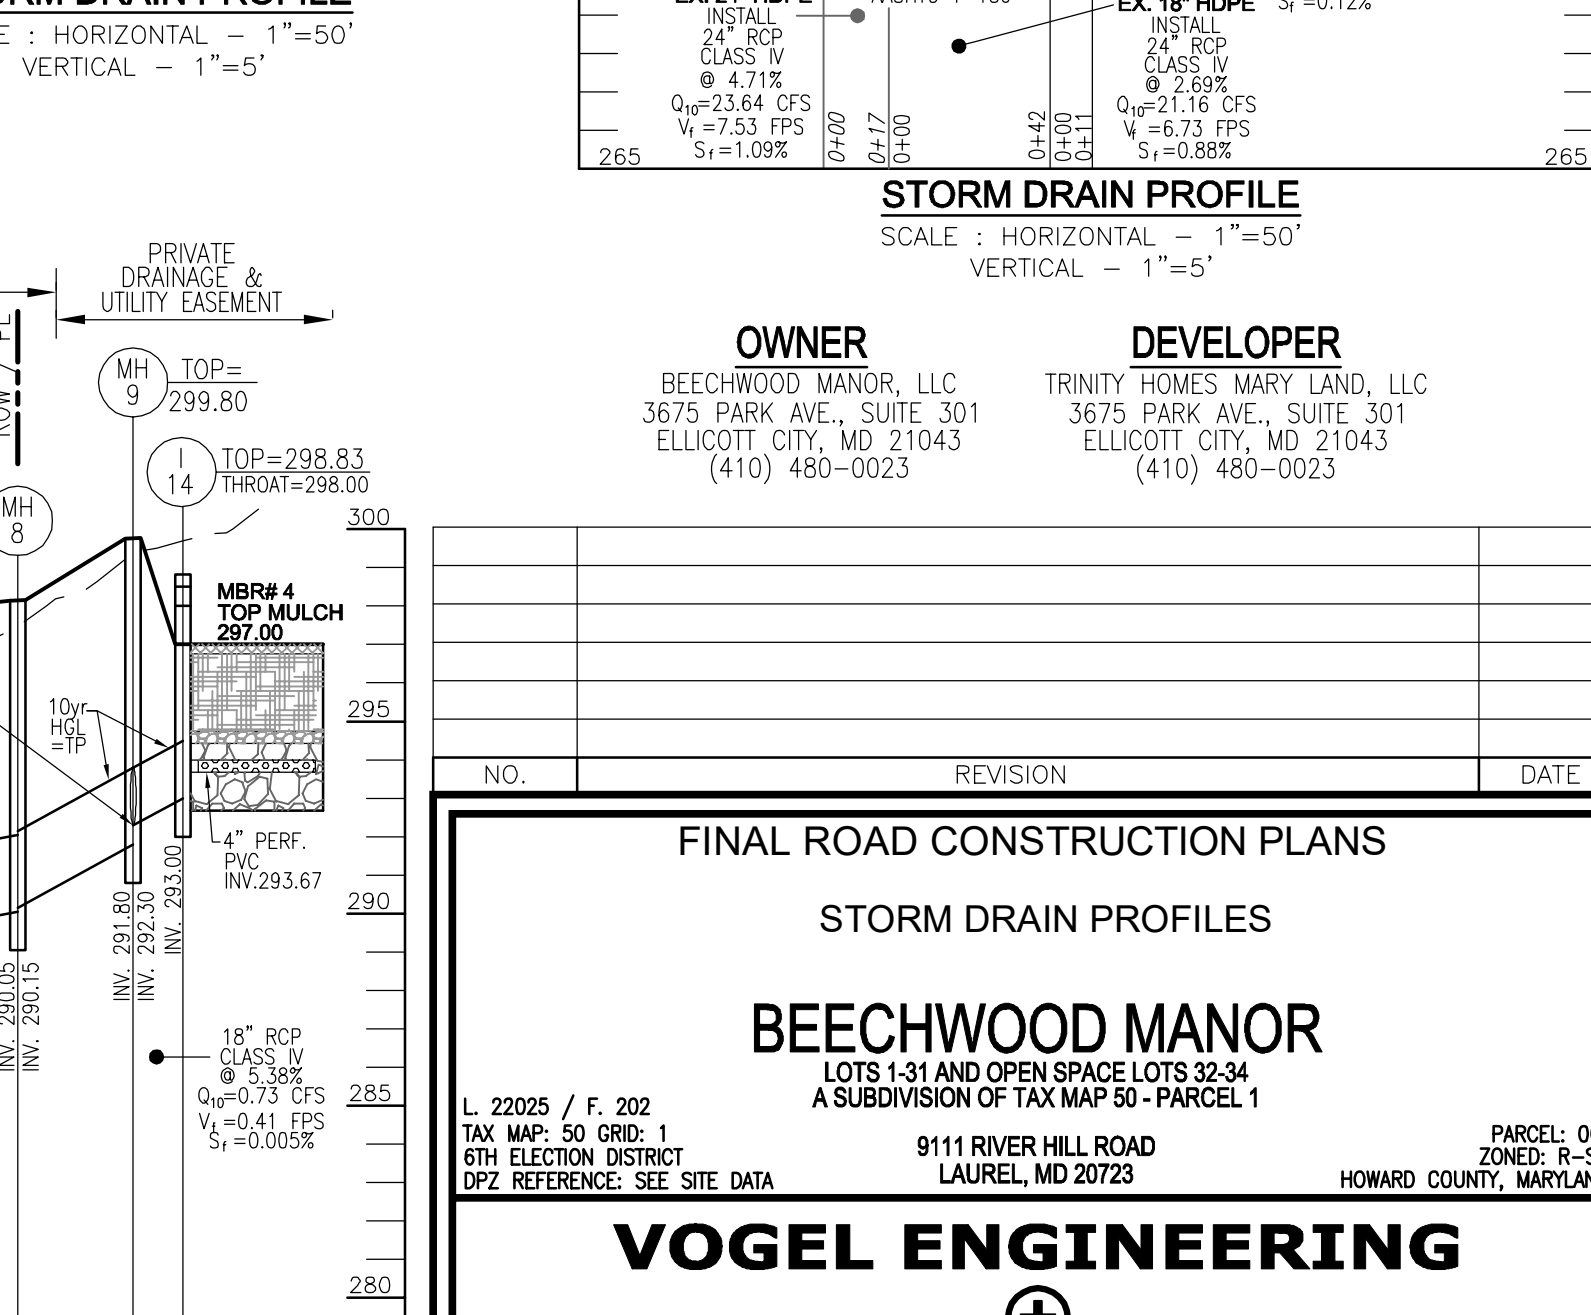 STORM DRAIN PROFILE
E : HORIZONTAL – 1"=50'
VERTICAL – 1"=5'
INSTALL
24" RCP
CLASS IV
@ 4.71%
Q10=23.64 CFS
Vf =7.53 FPS
Sf =1.09%
EX. 18" HDPE Sf =0.12%
INSTALL
24" RCP
CLASS IV
@ 2.69%
Q10=21.16 CFS
Vf =6.73 FPS
Sf =0.88%
0+00
0+17
0+00
0+42
0+00
0+11
265
265
STORM DRAIN PROFILE
SCALE : HORIZONTAL – 1"=50'
VERTICAL – 1"=5'
PRIVATE
DRAINAGE &
UTILITY EASEMENT
ROW / PL
MH
9
TOP=
299.80
I
14
TOP=298.83
THROAT=298.00
MH
8
OWNER
BEECHWOOD MANOR, LLC
3675 PARK AVE., SUITE 301
ELLICOTT CITY, MD 21043
(410) 480–0023
DEVELOPER
TRINITY HOMES MARY LAND, LLC
3675 PARK AVE., SUITE 301
ELLICOTT CITY, MD 21043
(410) 480–0023
300
MBR# 4
TOP MULCH
297.00
10yr
HGL
=TP
295
4" PERF.
PVC
INV.293.67
290
INV. 290.05
INV. 290.15
INV. 291.80
INV. 292.30
INV. 293.00
18" RCP
CLASS IV
@ 5.38%
Q10=0.73 CFS
Vf =0.41 FPS
Sf =0.005%
285
280
NO. REVISION DATE
FINAL ROAD CONSTRUCTION PLANS
STORM DRAIN PROFILES
BEECHWOOD MANOR
LOTS 1-31 AND OPEN SPACE LOTS 32-34
A SUBDIVISION OF TAX MAP 50 - PARCEL 1
9111 RIVER HILL ROAD
LAUREL, MD 20723
L. 22025 / F. 202
TAX MAP: 50 GRID: 1
6TH ELECTION DISTRICT
DPZ REFERENCE: SEE SITE DATA
PARCEL:
ZONED: R–S
HOWARD COUNTY, MARYLAN
VOGEL ENGINEERING